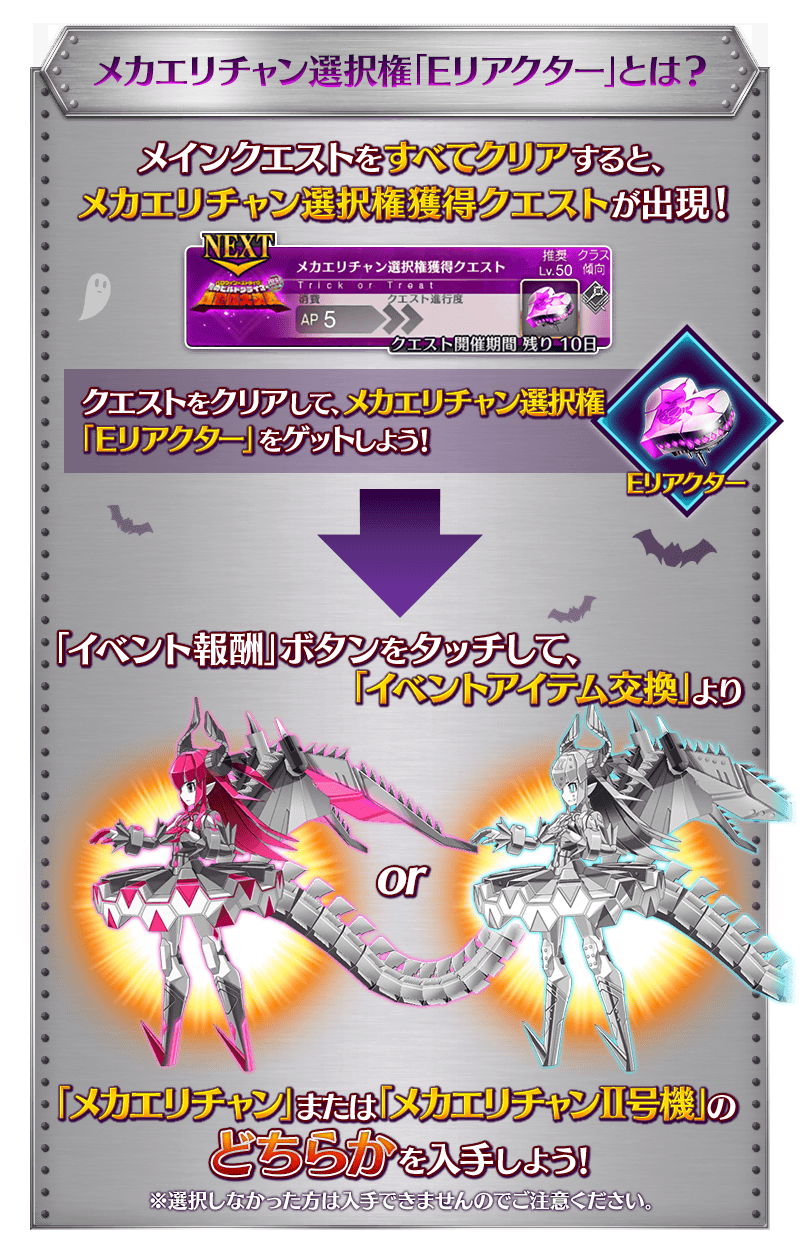 メカエリチャン選択権「Eリアクター」とは？
メインクエストをすべてクリアすると、
メカエリチャン選択権獲得クエストが出現！
NEXT
メカエリチャン選択権獲得クエスト
Trick or Treat
推奨
Lv.50
クラス
傾向
消費
AP 5
クエスト進行度
クエスト開催期間 残り 10日
クエストをクリアして、メカエリチャン選択権
「Eリアクター」をゲットしよう！
Eリアクター
「イベント報酬」ボタンをタッチして、
「イベントアイテム交換」より
or
「メカエリチャン」または「メカエリチャンⅡ号機」の
どちらかを入手しよう！
※選択しなかった方は入手できませんのでご注意ください。